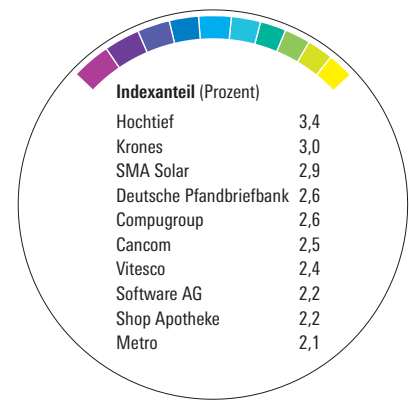 Indexanteil (Prozent)
Hochtief 3,4
Krones 3,0
SMA Solar 2,9
Deutsche Pfandbriefbank 2,6
Compugroup 2,6
Cancom 2,5
Vitesco 2,4
Software AG 2,2
Shop Apotheke 2,2
Metro 2,1